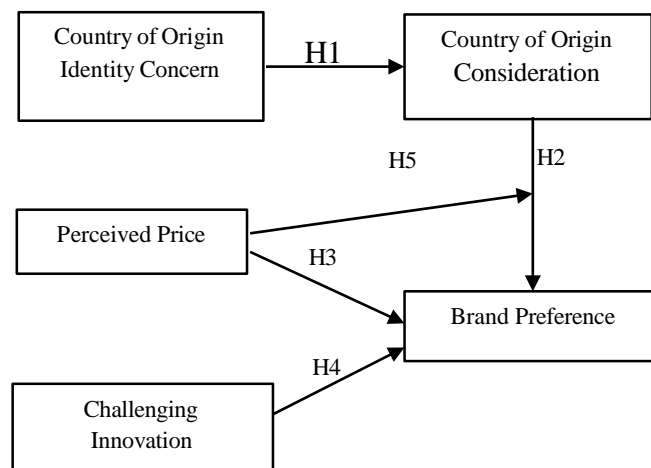 Country of Origin
Identity Concern
H1
Country of Origin
Consideration
H5
H2
Perceived Price
H3
Brand Preference
H4
Challenging
Innovation